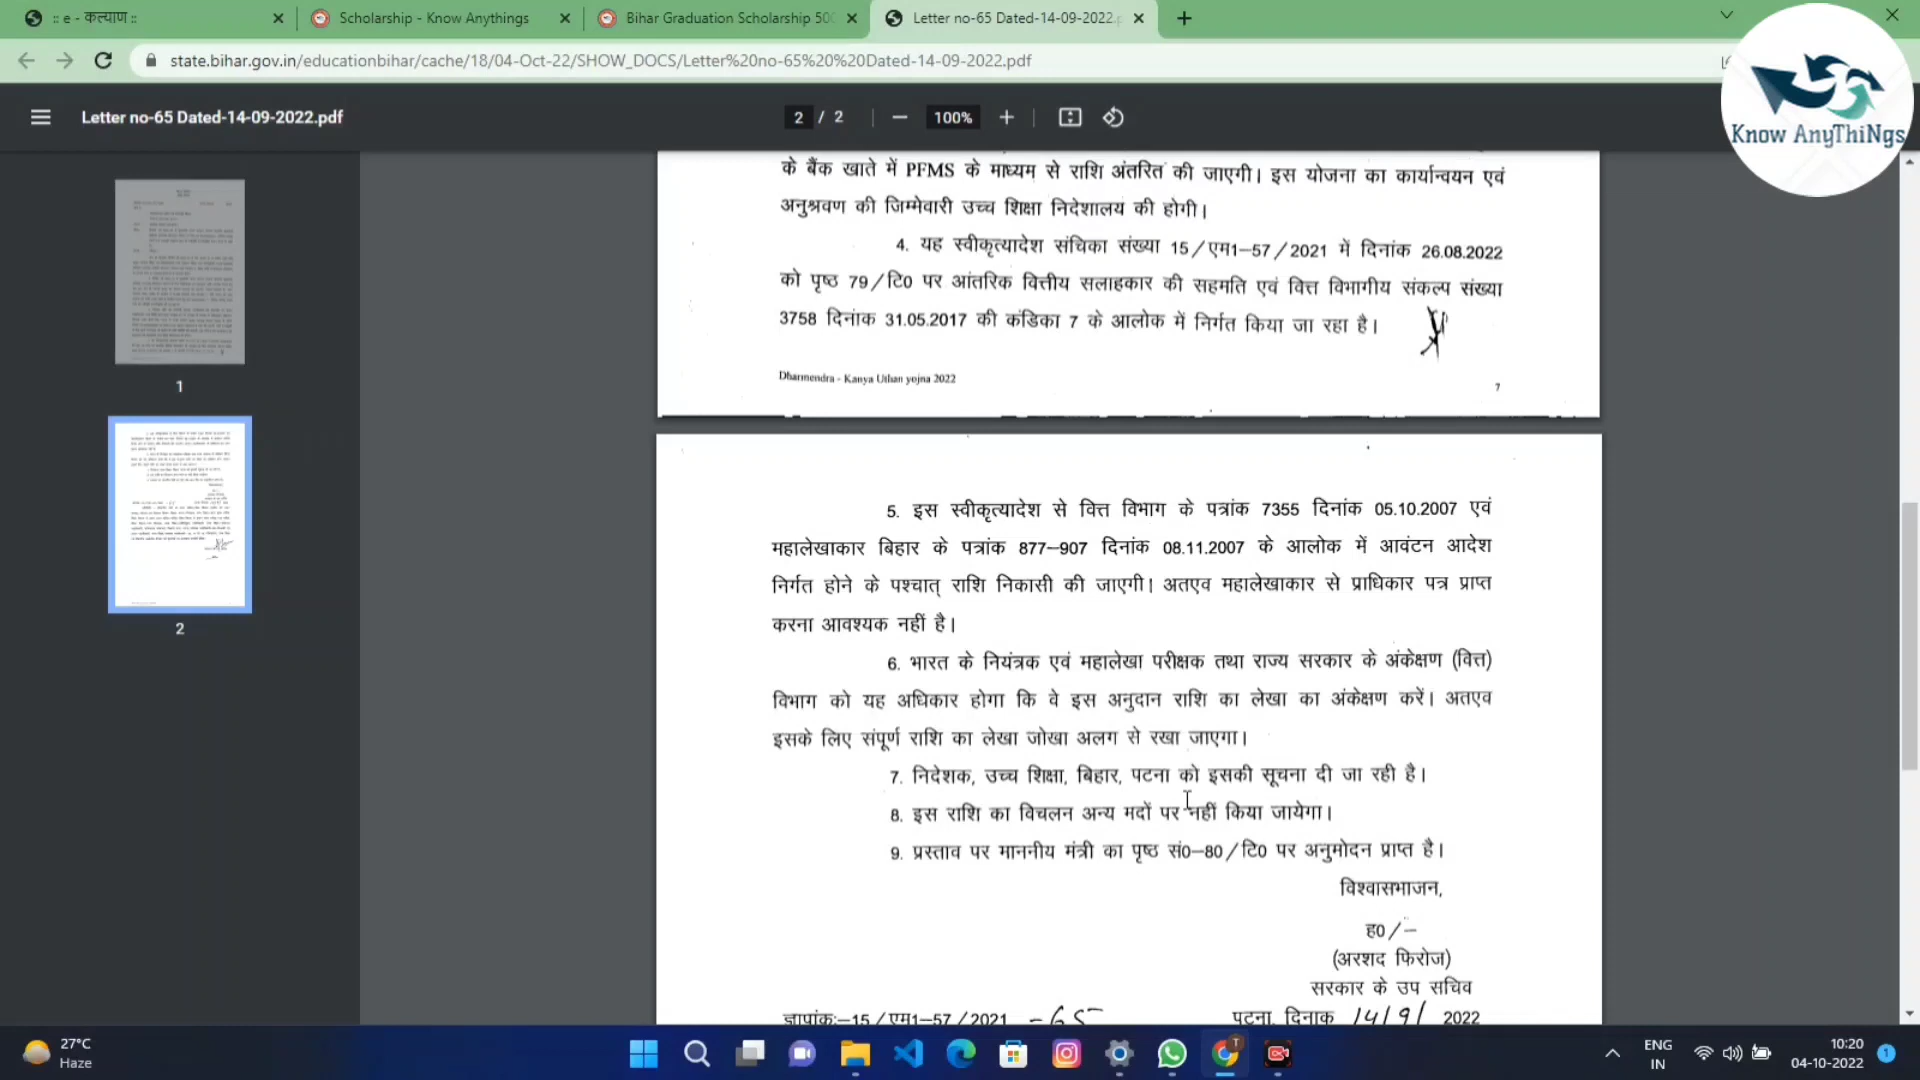 :: e - कल्याण ::
Scholarship - Know Anythings
Bihar Graduation Scholarship 500
Letter no-65 Dated-14-09-2022.p
state.bihar.gov.in/educationbihar/cache/18/04-Oct-22/SHOW_DOCS/Letter%20no-65%20%20Dated-14-09-2022.pdf
Know AnyThiNgs
Letter no-65 Dated-14-09-2022.pdf
2 / 2
100%
1
2
के बैंक खाते में PFMS के माध्यम से राशि अंतरित की जाएगी। इस योजना का कार्यान्वयन एवं
अनुश्रवण की जिम्मेवारी उच्च शिक्षा निदेशालय की होगी।
4. यह स्वीकृत्यादेश संचिका संख्या 15/एम1–57/2021 में दिनांक 26.08.2022
को पृष्ठ 79/टि0 पर आंतरिक वित्तीय सलाहकार की सहमति एवं वित्त विभागीय संकल्प संख्या
3758 दिनांक 31.05.2017 की कंडिका 7 के आलोक में निर्गत किया जा रहा है।
Dharmendra - Kanya Uthan yojna 2022
7
5. इस स्वीकृत्यादेश से वित्त विभाग के पत्रांक 7355 दिनांक 05.10.2007 एवं
महालेखाकार बिहार के पत्रांक 877–907 दिनांक 08.11.2007 के आलोक में आवंटन आदेश
निर्गत होने के पश्चात् राशि निकासी की जाएगी। अतएव महालेखाकार से प्राधिकार पत्र प्राप्त
करना आवश्यक नहीं है।
6. भारत के नियंत्रक एवं महालेखा परीक्षक तथा राज्य सरकार के अंकेक्षण (वित्त)
विभाग को यह अधिकार होगा कि वे इस अनुदान राशि का लेखा का अंकेक्षण करें। अतएव
इसके लिए संपूर्ण राशि का लेखा जोखा अलग से रखा जाएगा।
7. निदेशक, उच्च शिक्षा, बिहार, पटना को इसकी सूचना दी जा रही है।
8. इस राशि का विचलन अन्य मदों पर नहीं किया जायेगा।
9. प्रस्ताव पर माननीय मंत्री का पृष्ठ सं0–80/टि0 पर अनुमोदन प्राप्त है।
विश्वासभाजन,
ह0/–
(अरशद फिरोज)
सरकार के उप सचिव
ज्ञापांक:–15/एम1–57/2021 -65 पटना, दिनांक 14/9/ 2022
27°C
Haze
ENG
IN
10:20
04-10-2022
1